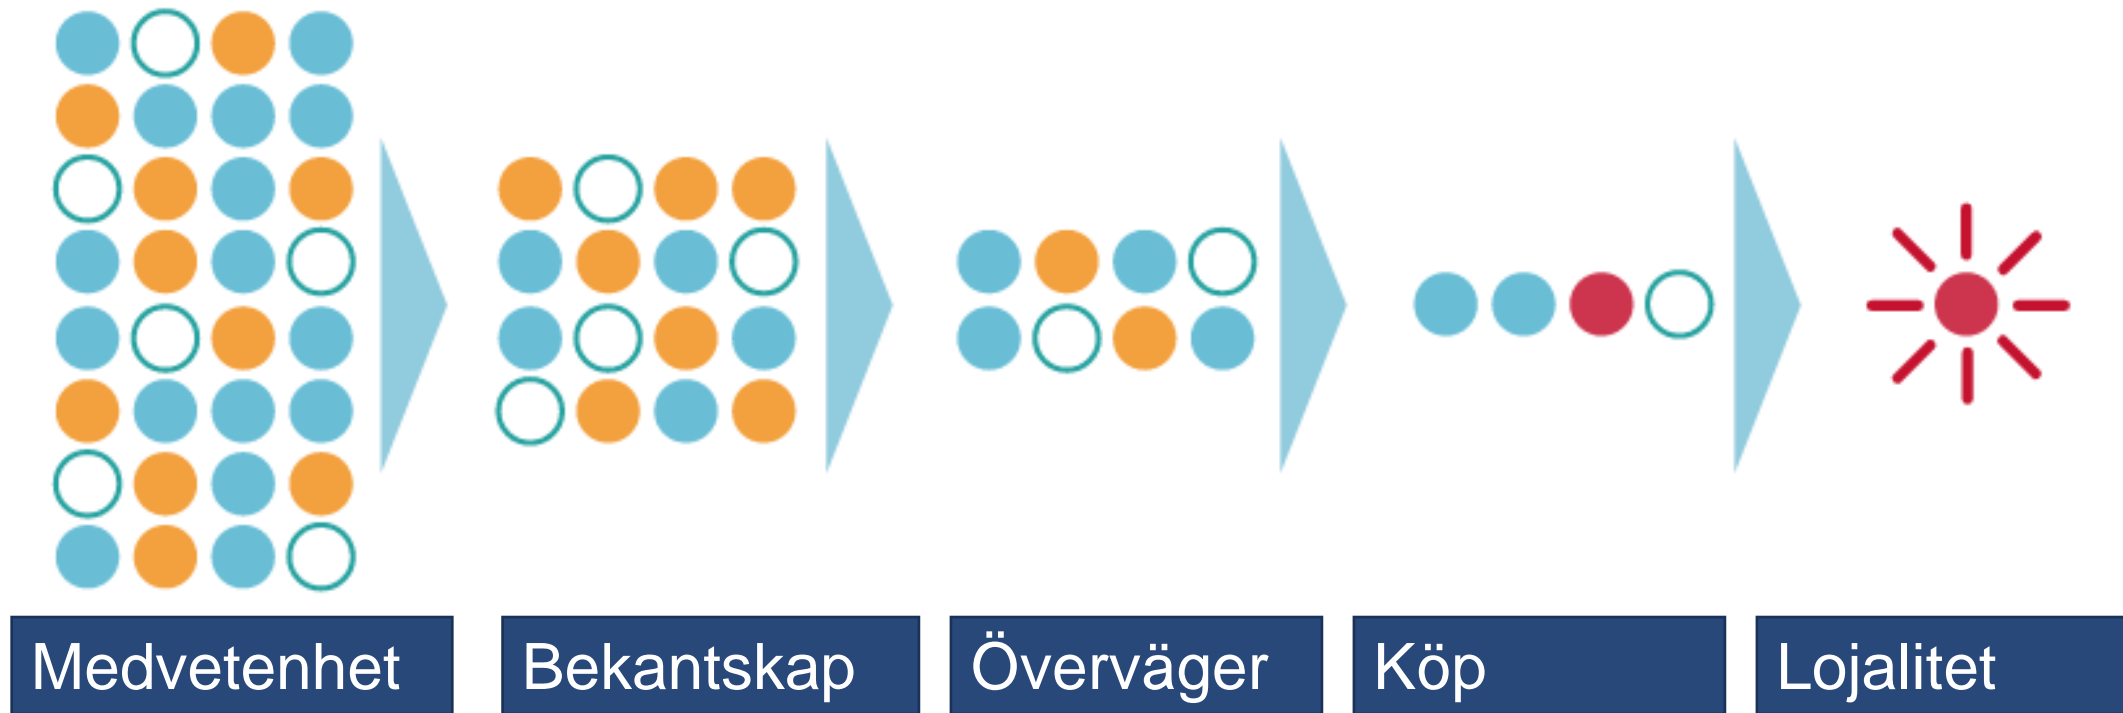 Medvetenhet
Bekantskap
Överväger
Köp
Lojalitet